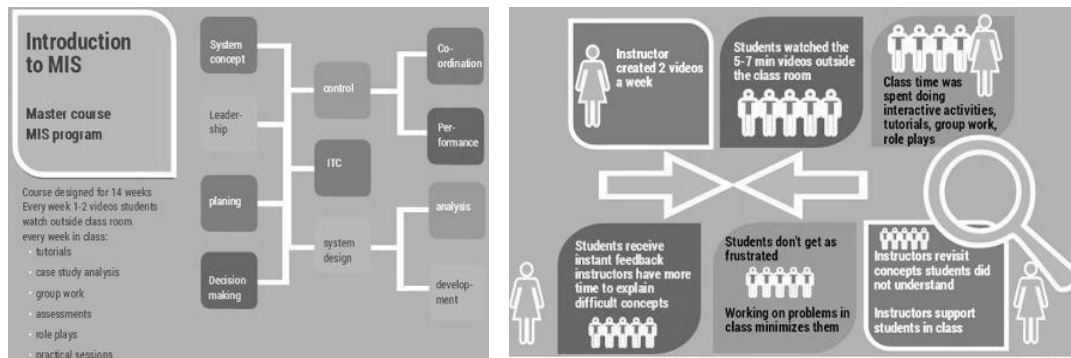 Introduction
to MIS
Master course
MIS program
Course designed for 14 weeks
Every week 1-2 videos students
watch outside class room
every week in class:
· tutorials
· case study analysis
· group work
· assessments
· role plays
· practical sessions
System
concept
Leader-
ship
planing
Decision
making
control
ITC
system
design
Co-
ordination
Per-
formance
analysis
develop-
ment
Instructor
created 2 videos
a week
Students watched the
5-7 min videos outside
the class room
Class time was
spent doing
interactive activities,
tutorials, group work,
role plays
Students receive
instant feedback
instructors have more
time to explain
difficult concepts
Students don't get as
frustrated
Working on problems in
class minimizes them
Instructors revisit
concepts students did
not understand
Instructors support
students in class